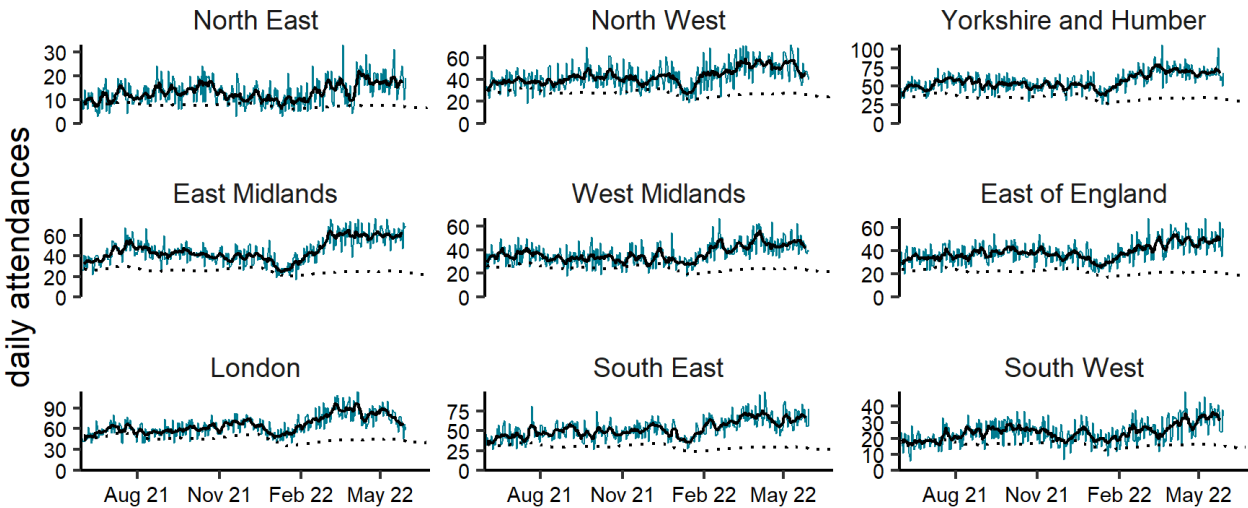 North East
North West
Yorkshire and Humber
30
20
10
0
60
40
20
0
100
75
50
25
0
daily attendances
East Midlands
West Midlands
East of England
60
40
20
0
60
40
20
0
60
40
20
0
London
South East
South West
90
60
30
0
75
50
25
0
40
30
20
10
0
Aug 21 Nov 21 Feb 22 May 22
Aug 21 Nov 21 Feb 22 May 22
Aug 21 Nov 21 Feb 22 May 22